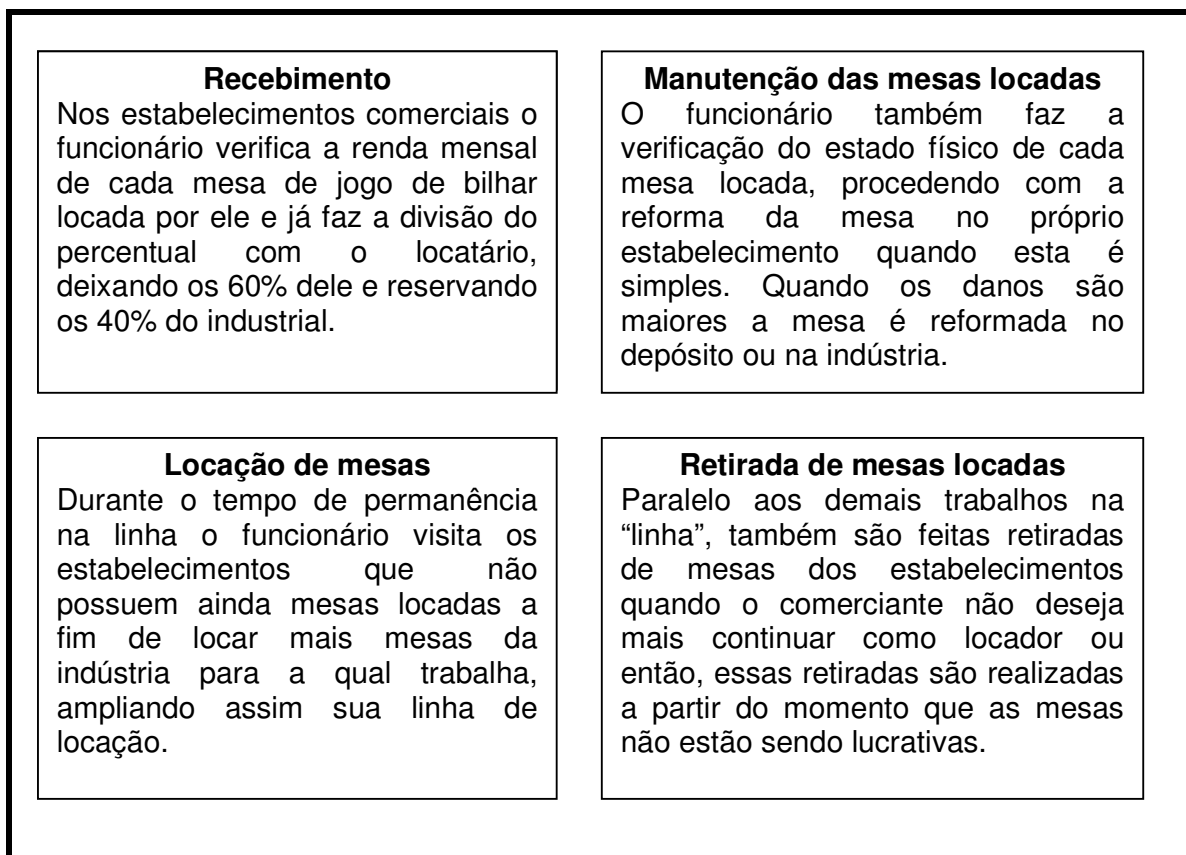 Recebimento
Nos estabelecimentos comerciais o
funcionário verifica a renda mensal
de cada mesa de jogo de bilhar
locada por ele e já faz a divisão do
percentual com o locatário,
deixando os 60% dele e reservando
os 40% do industrial.
Manutenção das mesas locadas
O funcionário também faz a
verificação do estado físico de cada
mesa locada, procedendo com a
reforma da mesa no próprio
estabelecimento quando esta é
simples. Quando os danos são
maiores a mesa é reformada no
depósito ou na indústria.
Locação de mesas
Durante o tempo de permanência
na linha o funcionário visita os
estabelecimentos que não
possuem ainda mesas locadas a
fim de locar mais mesas da
indústria para a qual trabalha,
ampliando assim sua linha de
locação.
Retirada de mesas locadas
Paralelo aos demais trabalhos na
“linha”, também são feitas retiradas
de mesas dos estabelecimentos
quando o comerciante não deseja
mais continuar como locador ou
então, essas retiradas são realizadas
a partir do momento que as mesas
não estão sendo lucrativas.